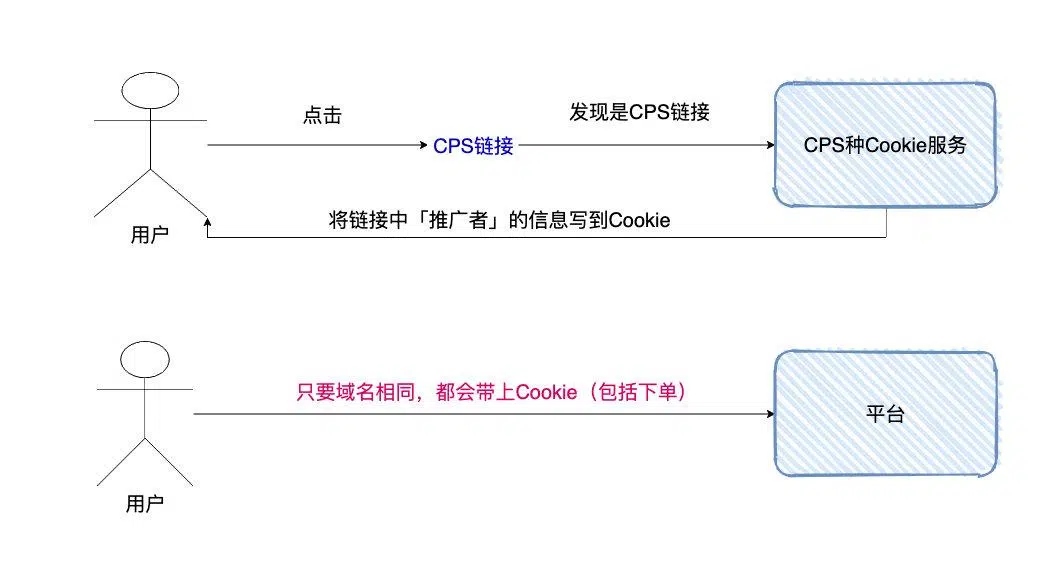 点击
发现是CPS链接
CPS链接
CPS种Cookie服务
将链接中「推广者」的信息写到Cookie
用户
只要域名相同，都会带上Cookie（包括下单）
平台
用户